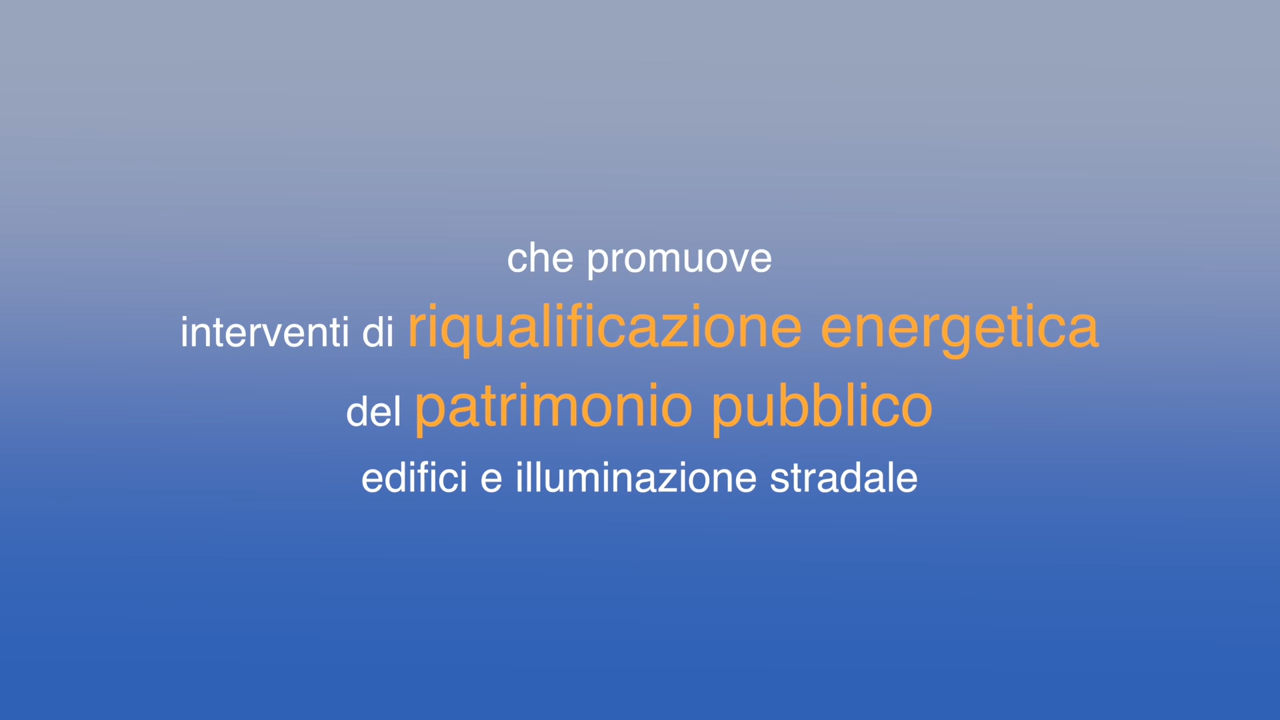 che promuove
interventi di riqualificazione energetica
del patrimonio pubblico
edifici e illuminazione stradale